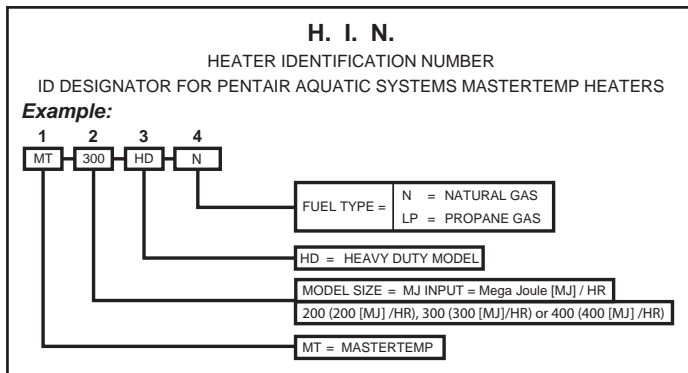 H. I. N.
HEATER IDENTIFICATION NUMBER
ID DESIGNATOR FOR PENTAIR AQUATIC SYSTEMS MASTERTEMP HEATERS
Example:
1 2 3 4
MT 300 HD N
FUEL TYPE = N = NATURAL GAS
LP = PROPANE GAS
HD = HEAVY DUTY MODEL
MODEL SIZE = MJ INPUT = Mega Joule [MJ] / HR
200 (200 [MJ] /HR), 300 (300 [MJ]/HR) or 400 (400 [MJ] /HR)
MT = MASTERTEMP